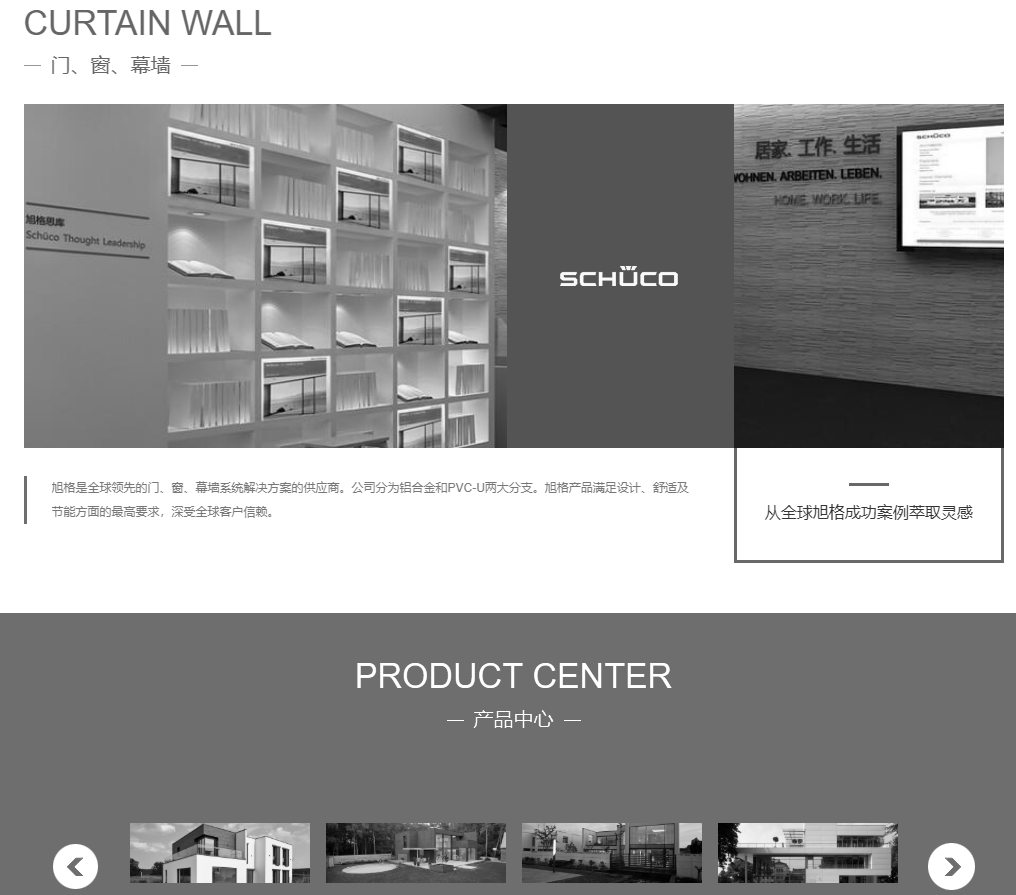 CURTAIN WALL
— 门、窗、幕墙 —
旭格思库
Schüco Thought Leadership
SCHÜCO
居家. 工作. 生活
WOHNEN. ARBEITEN. LEBEN.
HOME. WORK. LIFE.
SCHÜCO
旭格是全球领先的门、窗、幕墙系统解决方案的供应商。公司分为铝合金和PVC-U两大分支。旭格产品满足设计、舒适及
节能方面的最高要求，深受全球客户信赖。
从全球旭格成功案例萃取灵感
PRODUCT CENTER
— 产品中心 —